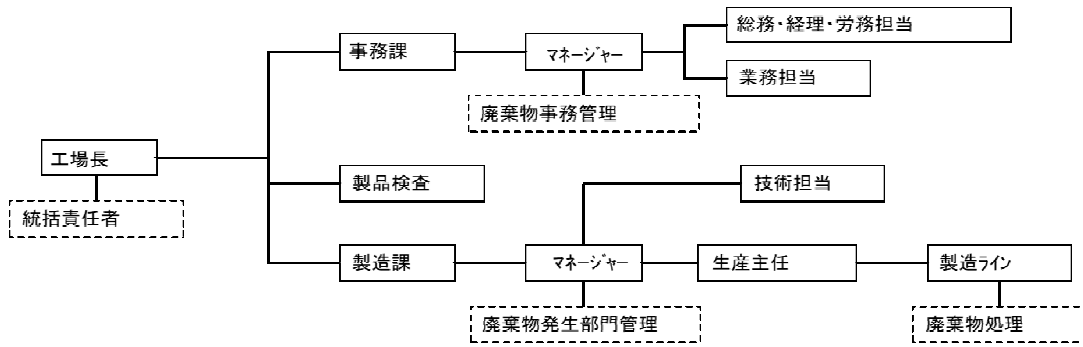 総務・経理・労務担当
事務課
マネージャー
業務担当
廃棄物事務管理
工場長
製品検査
技術担当
統括責任者
製造課
マネージャー
生産主任
製造ライン
廃棄物発生部門管理
廃棄物処理